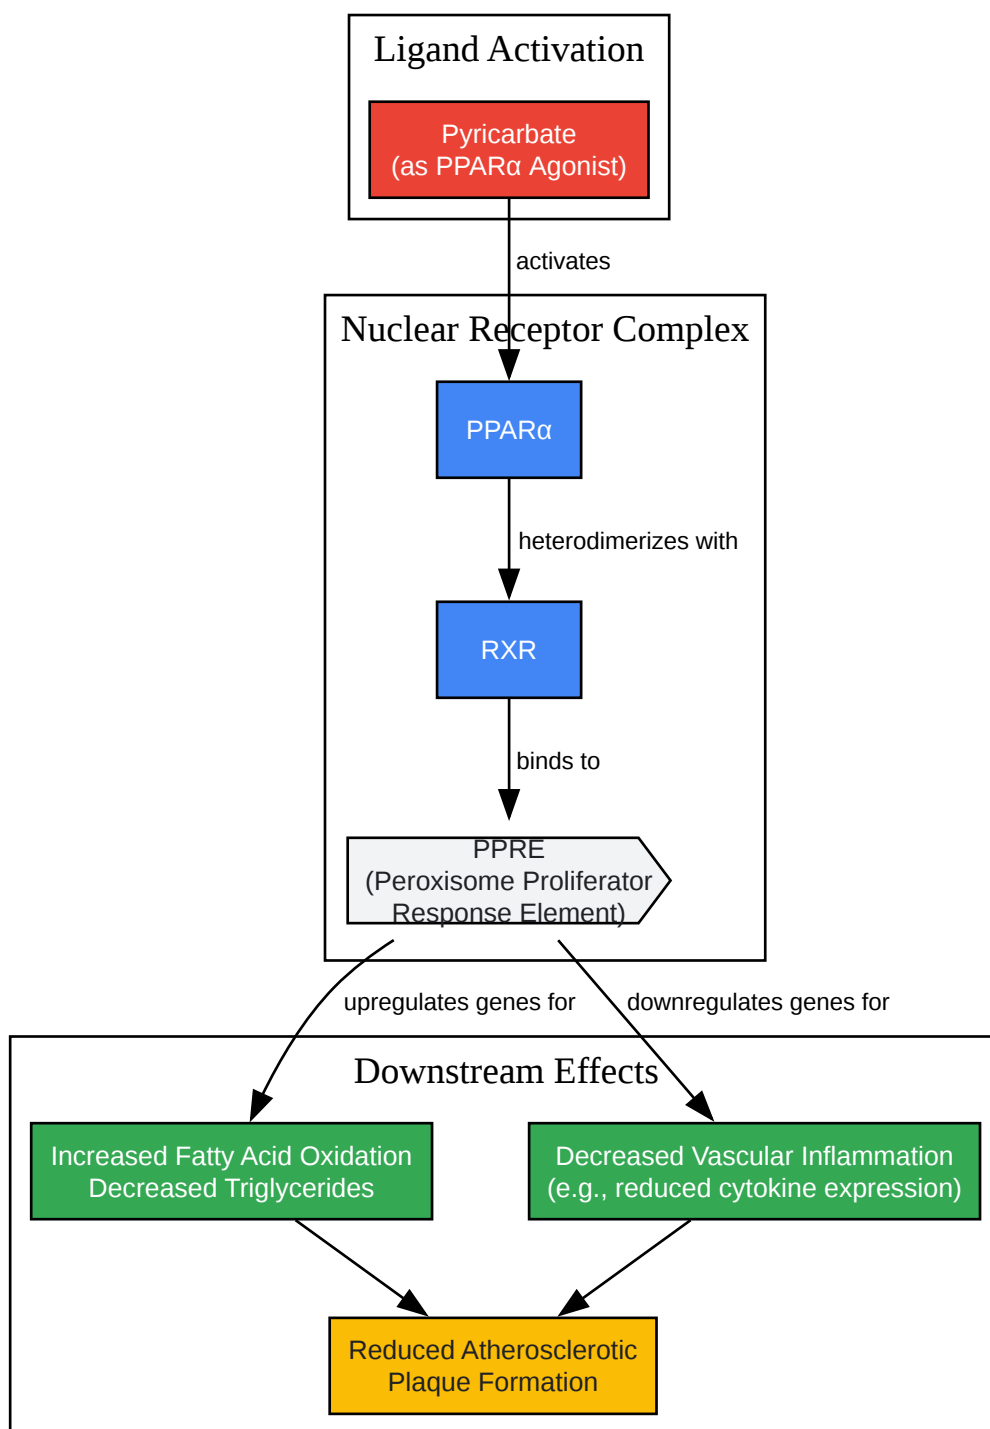 Ligand Activation
Pyricarbate
(as PPARα Agonist)
activates
Nuclear Receptor Complex
PPARα
heterodimerizes with
RXR
binds to
PPRE
(Peroxisome Proliferator
Response Element)
upregulates genes for
downregulates genes for
Downstream Effects
Increased Fatty Acid Oxidation
Decreased Triglycerides
Decreased Vascular Inflammation
(e.g., reduced cytokine expression)
Reduced Atherosclerotic
Plaque Formation